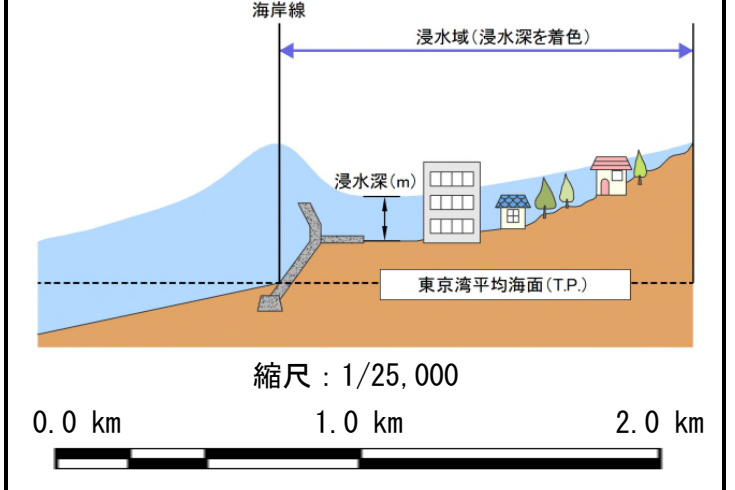 海岸線
浸水域(浸水深を着色)
浸水深(m)
東京湾平均海面(T.P.)
縮尺：1/25,000
0.0 km 1.0 km 2.0 km